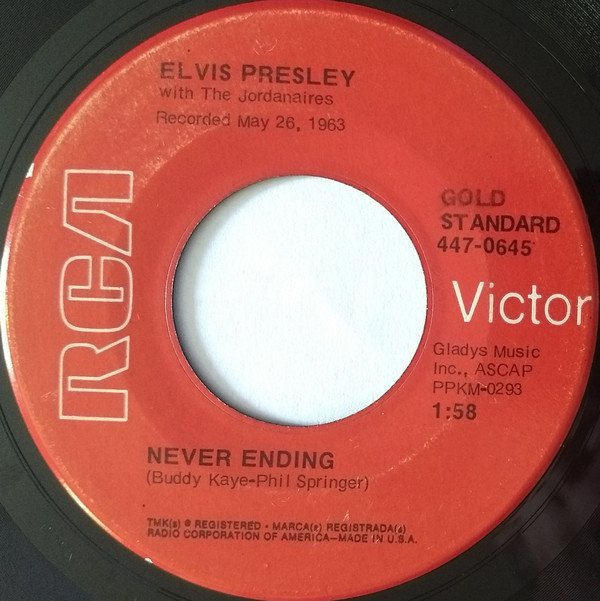 ELVIS PRESLEY
with The Jordanaires
Recorded May 26, 1963
RCA
GOLD
STANDARD
447-0645
Victor
Gladys Music
Inc., ASCAP
PPKM-0293
1:58
NEVER ENDING
(Buddy Kaye-Phil Springer)
TMK(s) ® REGISTERED • MARCA(s) REGISTRADA(s)
RADIO CORPORATION OF AMERICA—MADE IN U.S.A.